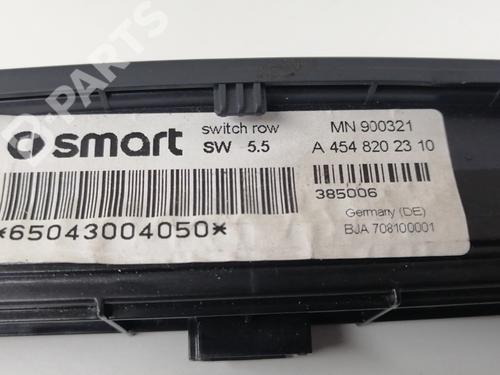 B-PARTS
smart
switch row
SW 5.5
MN 900321
A 454 820 23 10
385006
*65043004050*
Germany (DE)
BJA 708100001